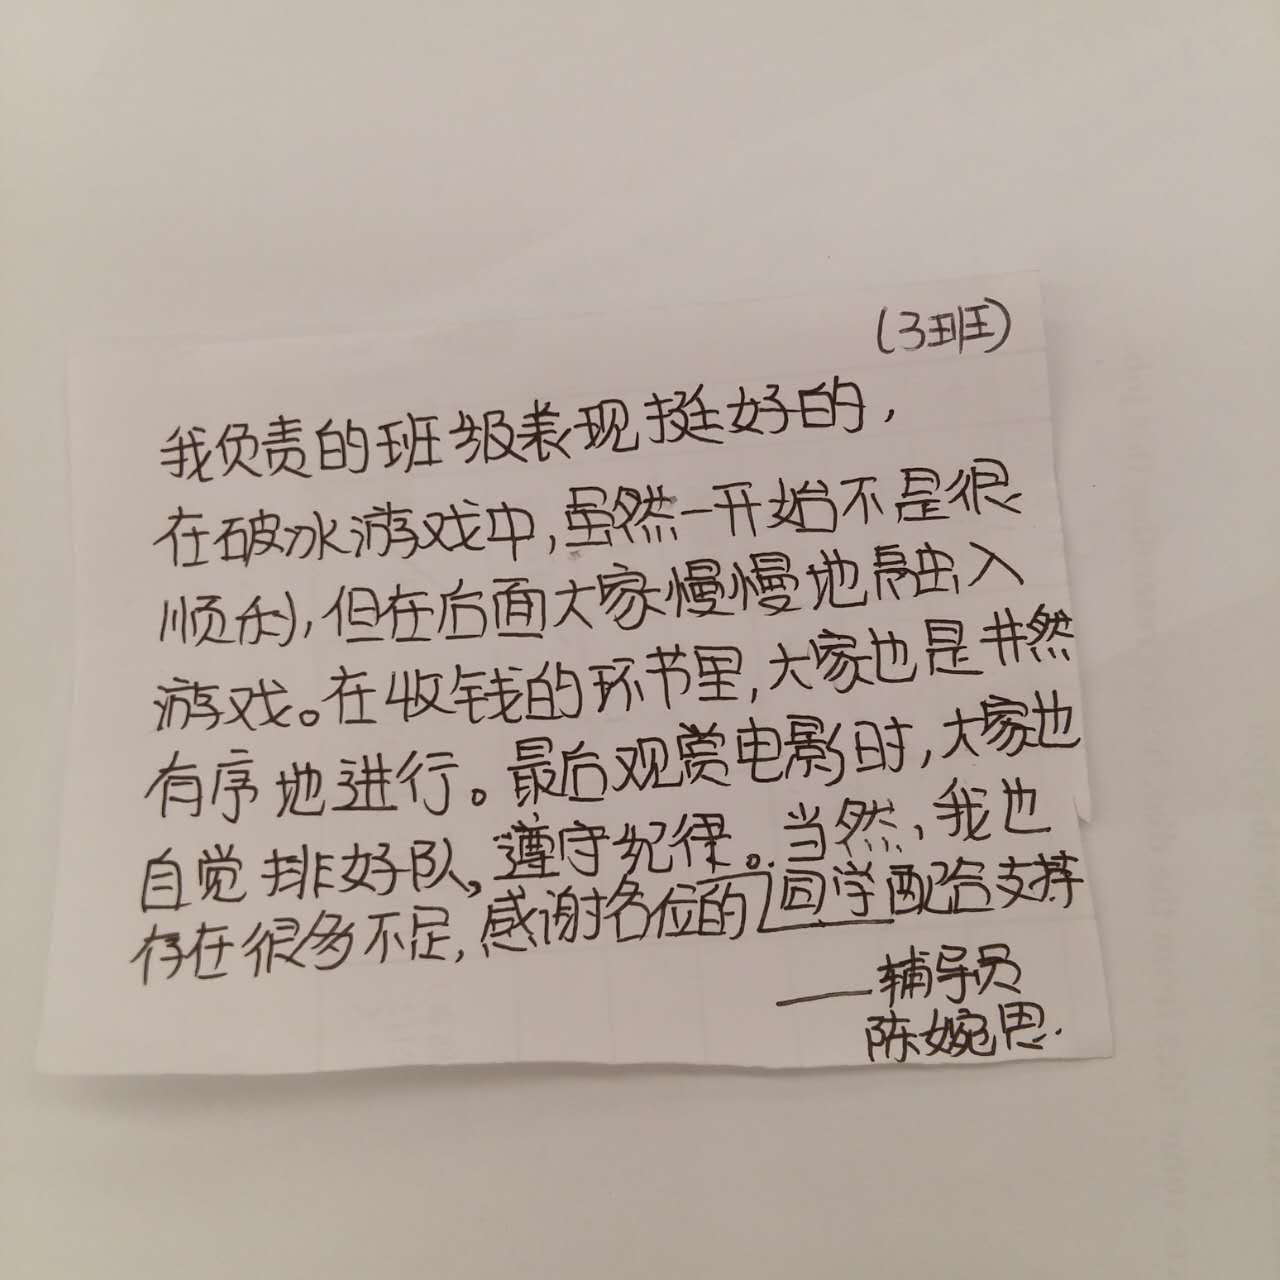 (3班)
我负责的班级表现挺好的,
在破冰游戏中,虽然一开始不是很
顺利,但在后面大家慢慢地融入
游戏。在收钱的环节里,大家也是井然
有序地进行。最后观赏电影时,大家也
自觉排好队,遵守纪律。当然,我也
存在很多不足,感谢各位的同学配合支持
——辅导员
陈婉思.